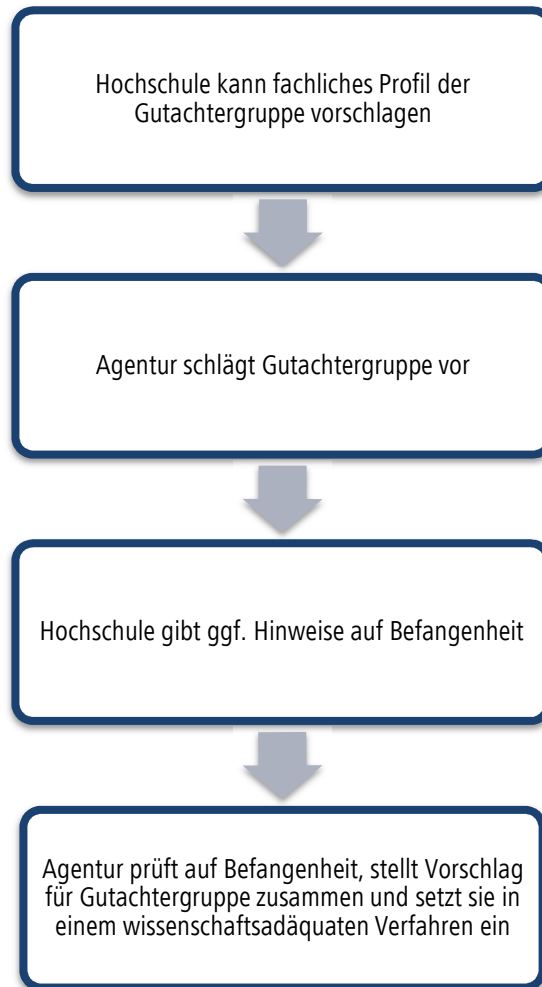 Hochschule kann fachliches Profil der
Gutachtergruppe vorschlagen
Agentur schlägt Gutachtergruppe vor
Hochschule gibt ggf. Hinweise auf Befangenheit
Agentur prüft auf Befangenheit, stellt Vorschlag
für Gutachtergruppe zusammen und setzt sie in
einem wissenschaftsadäquaten Verfahren ein